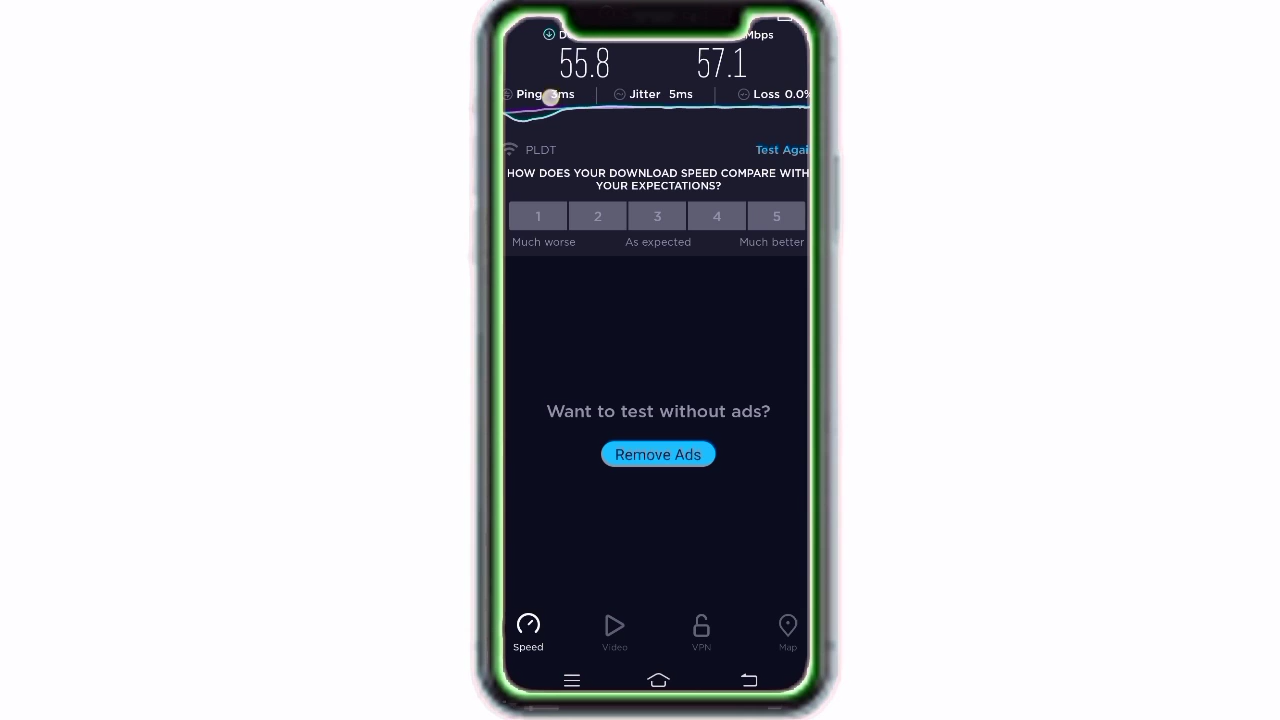 Mbps
55.8 57.1
Ping 3ms Jitter 5ms Loss 0.0%
PLDT Test Agai
HOW DOES YOUR DOWNLOAD SPEED COMPARE WITH
YOUR EXPECTATIONS?
1 2 3 4 5
Much worse As expected Much better
Want to test without ads?
Remove Ads
Speed Video VPN Map